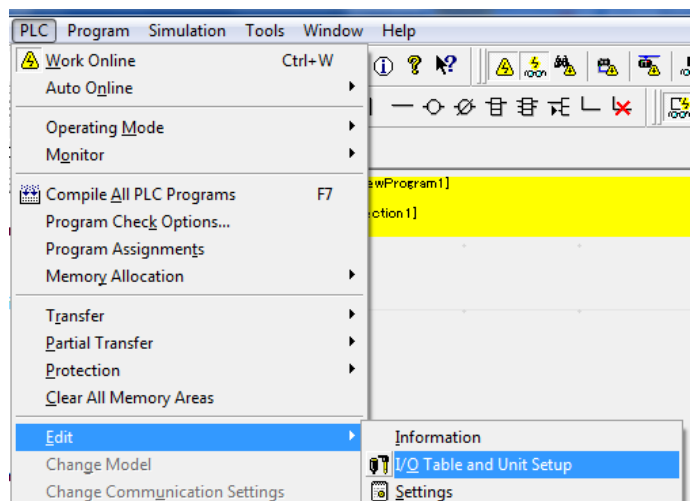 PLC Program Simulation Tools Window Help
Work Online Ctrl+W
Auto Online
Operating Mode
Monitor
ewProgram1]
Compile All PLC Programs F7
ection1]
Program Check Options...
Program Assignments
Memory Allocation
Transfer
Partial Transfer
Protection
Clear All Memory Areas
Edit
Information
Change Model
I/O Table and Unit Setup
Change Communication Settings
Settings